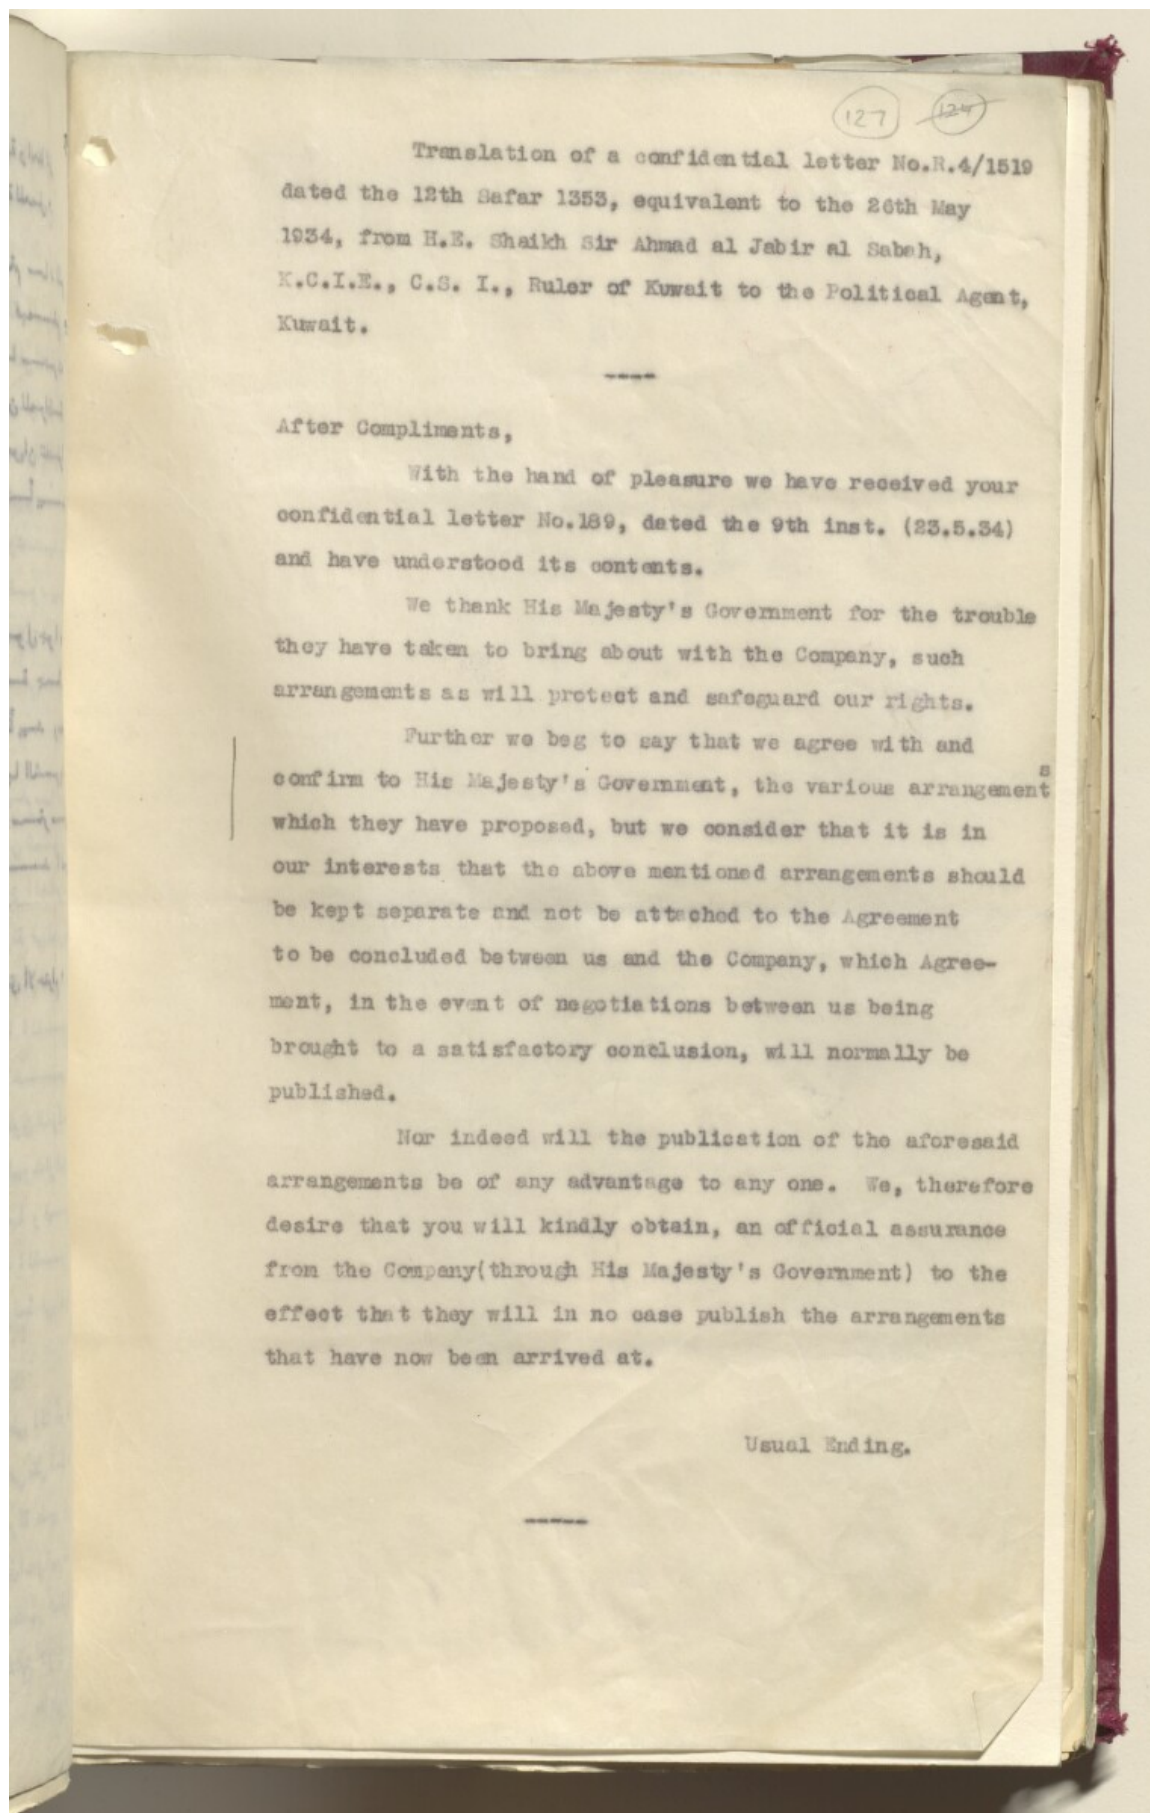 127 124
Translation of a confidential letter No.R.4/1519
dated the 12th Safar 1353, equivalent to the 26th May
1934, from H.E. Shaikh Sir Ahmad al Jabir al Sabah,
K.C.I.E., C.S. I., Ruler of Kuwait to the Political Agent,
Kuwait.
----
After Compliments,
With the hand of pleasure we have received your
confidential letter No.189, dated the 9th inst. (23.5.34)
and have understood its contents.
We thank His Majesty's Government for the trouble
they have taken to bring about with the Company, such
arrangements as will protect and safeguard our rights.
Further we beg to say that we agree with and
confirm to His Majesty's Government, the various arrangements
which they have proposed, but we consider that it is in
our interests that the above mentioned arrangements should
be kept separate and not be attached to the Agreement
to be concluded between us and the Company, which Agree-
ment, in the event of negotiations between us being
brought to a satisfactory conclusion, will normally be
published.
Nor indeed will the publication of the aforesaid
arrangements be of any advantage to any one. We, therefore
desire that you will kindly obtain, an official assurance
from the Company(through His Majesty's Government) to the
effect that they will in no case publish the arrangements
that have now been arrived at.
Usual Ending.
-----